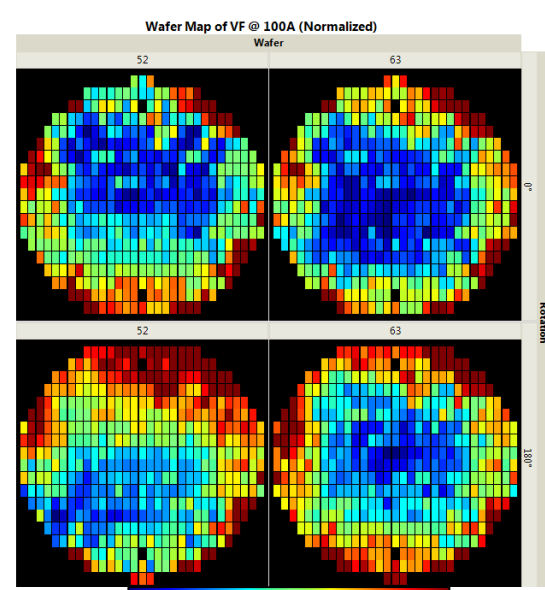 Wafer Map of VF @ 100A (Normalized)
Wafer
52
63
0°
Rotation
52
63
180°